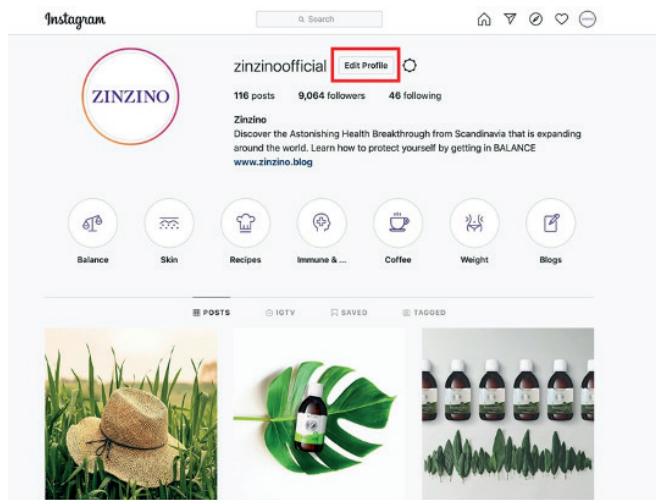 Instagram
Search
zinzinoofficial Edit Profile
ZINZINO
116 posts 9,064 followers 46 following
Zinzino
Discover the Astonishing Health Breakthrough from Scandinavia that is expanding
around the world. Learn how to protect yourself by getting in BALANCE
www.zinzino.blog
Balance Skin Recipes Immune & ... Coffee Weight Blogs
POSTS IGTV SAVED TAGGED